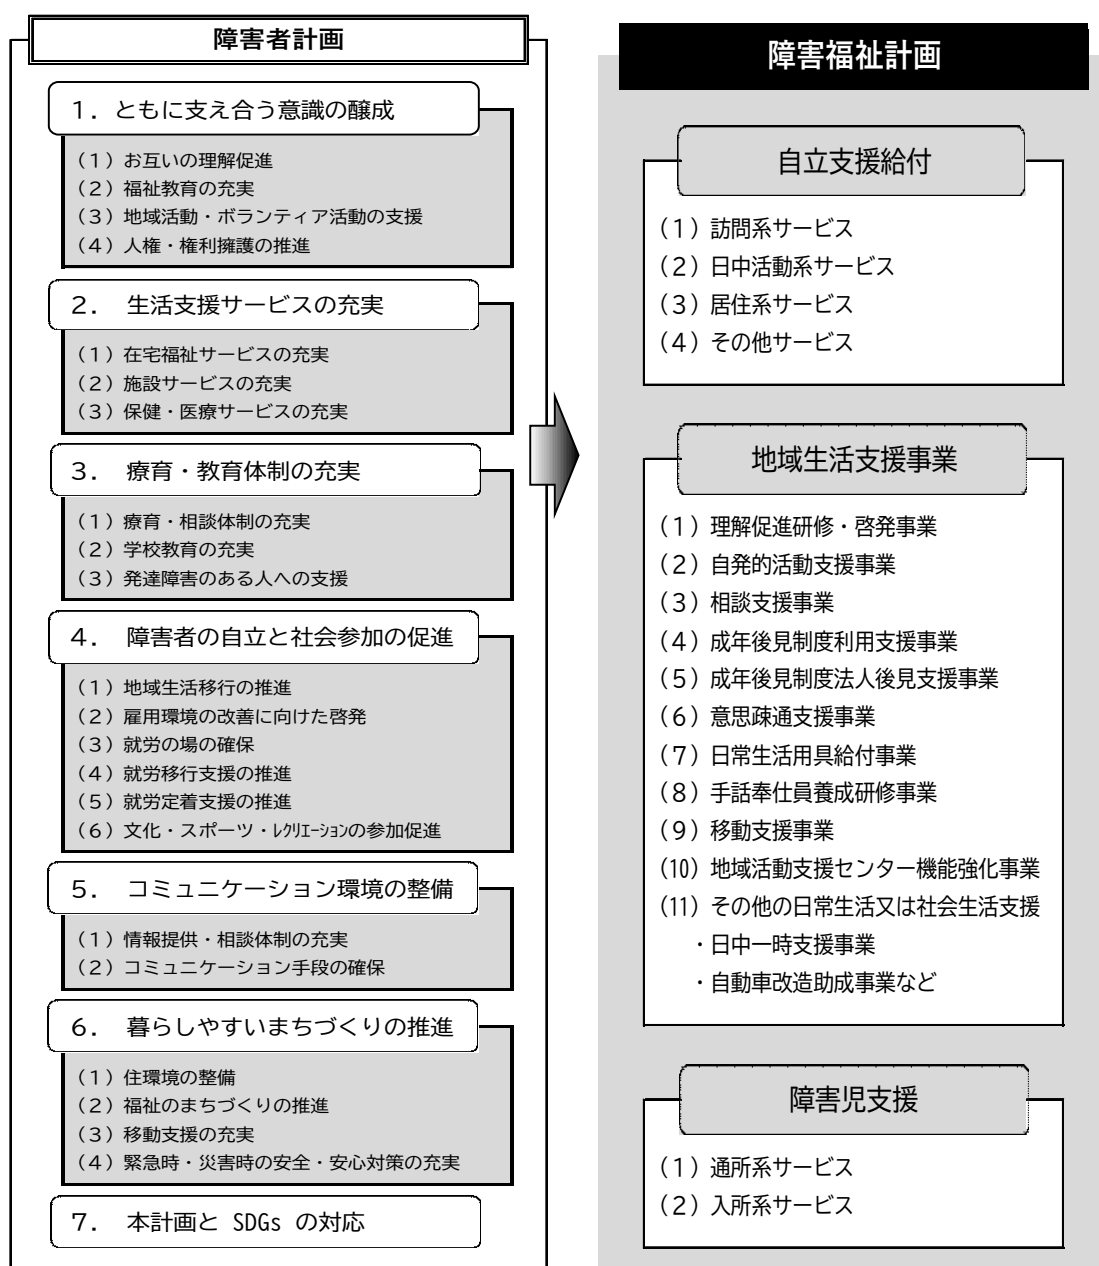 障害者計画
1. ともに支え合う意識の醸成
(1)お互いの理解促進
(2)福祉教育の充実
(3)地域活動・ボランティア活動の支援
(4)人権・権利擁護の推進
2. 生活支援サービスの充実
(1)在宅福祉サービスの充実
(2)施設サービスの充実
(3)保健・医療サービスの充実
3. 療育・教育体制の充実
(1)療育・相談体制の充実
(2)学校教育の充実
(3)発達障害のある人への支援
4. 障害者の自立と社会参加の促進
(1)地域生活移行の推進
(2)雇用環境の改善に向けた啓発
(3)就労の場の確保
(4)就労移行支援の推進
(5)就労定着支援の推進
(6)文化・スポーツ・レクリエーションの参加促進
5. コミュニケーション環境の整備
(1)情報提供・相談体制の充実
(2)コミュニケーション手段の確保
6. 暮らしやすいまちづくりの推進
(1)住環境の整備
(2)福祉のまちづくりの推進
(3)移動支援の充実
(4)緊急時・災害時の安全・安心対策の充実
7. 本計画と SDGs の対応
障害福祉計画
自立支援給付
(1)訪問系サービス
(2)日中活動系サービス
(3)居住系サービス
(4)その他サービス
地域生活支援事業
(1)理解促進研修・啓発事業
(2)自発的活動支援事業
(3)相談支援事業
(4)成年後見制度利用支援事業
(5)成年後見制度法人後見支援事業
(6)意思疎通支援事業
(7)日常生活用具給付事業
(8)手話奉仕員養成研修事業
(9)移動支援事業
(10)地域活動支援センター機能強化事業
(11)その他の日常生活又は社会生活支援
・日中一時支援事業
・自動車改造助成事業など
障害児支援
(1)通所系サービス
(2)入所系サービス